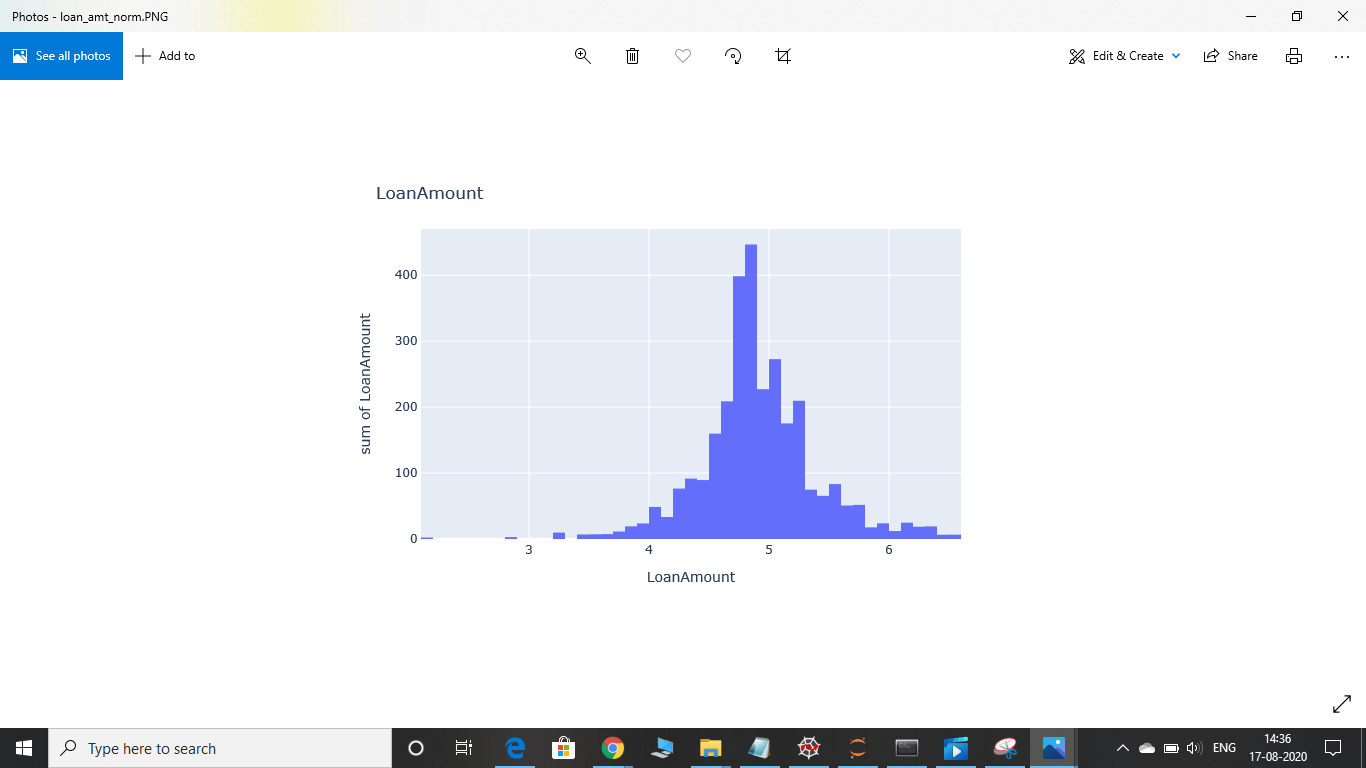 Photos - loan_amt_norm.PNG
See all photos
Add to
Edit & Create
Share
LoanAmount
400
300
200
100
0
sum of LoanAmount
3 4 5 6
LoanAmount
Type here to search
ENG
14:36
17-08-2020